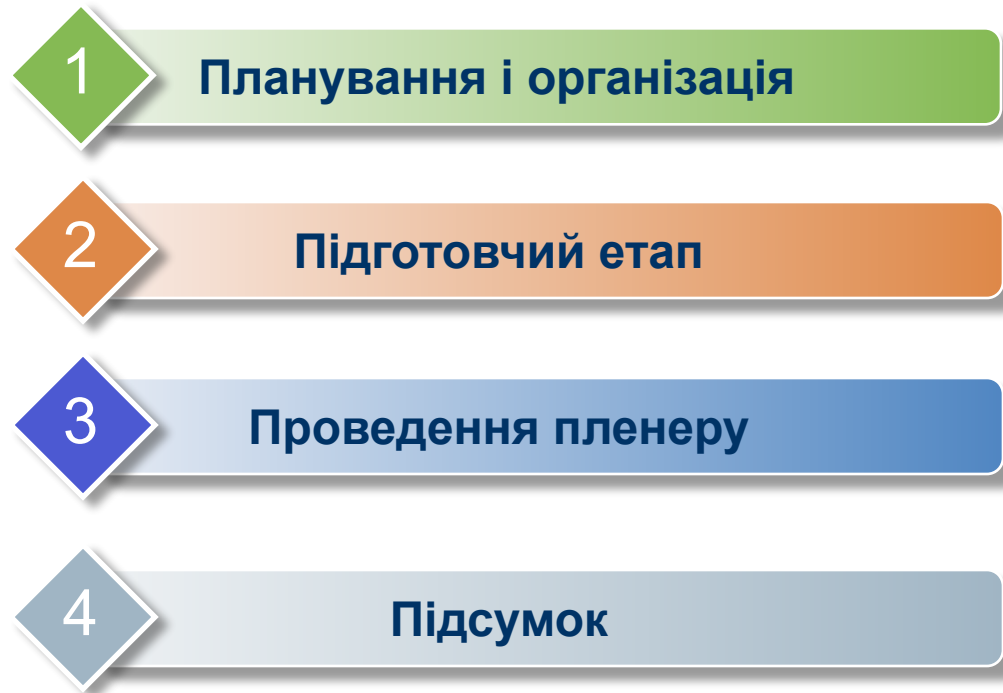 1
Планування і організація
2
Підготовчий етап
3
Проведення пленеру
4
Підсумок